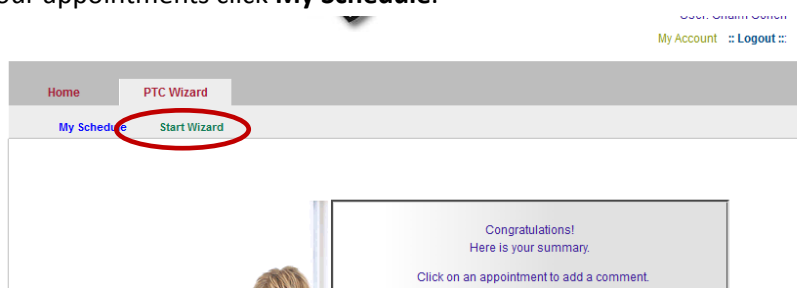 our appointments click My Schedule.
User:
My Account :: Logout ::
Home PTC Wizard
My Schedule Start Wizard
Congratulations!
Here is your summary.
Click on an appointment to add a comment.